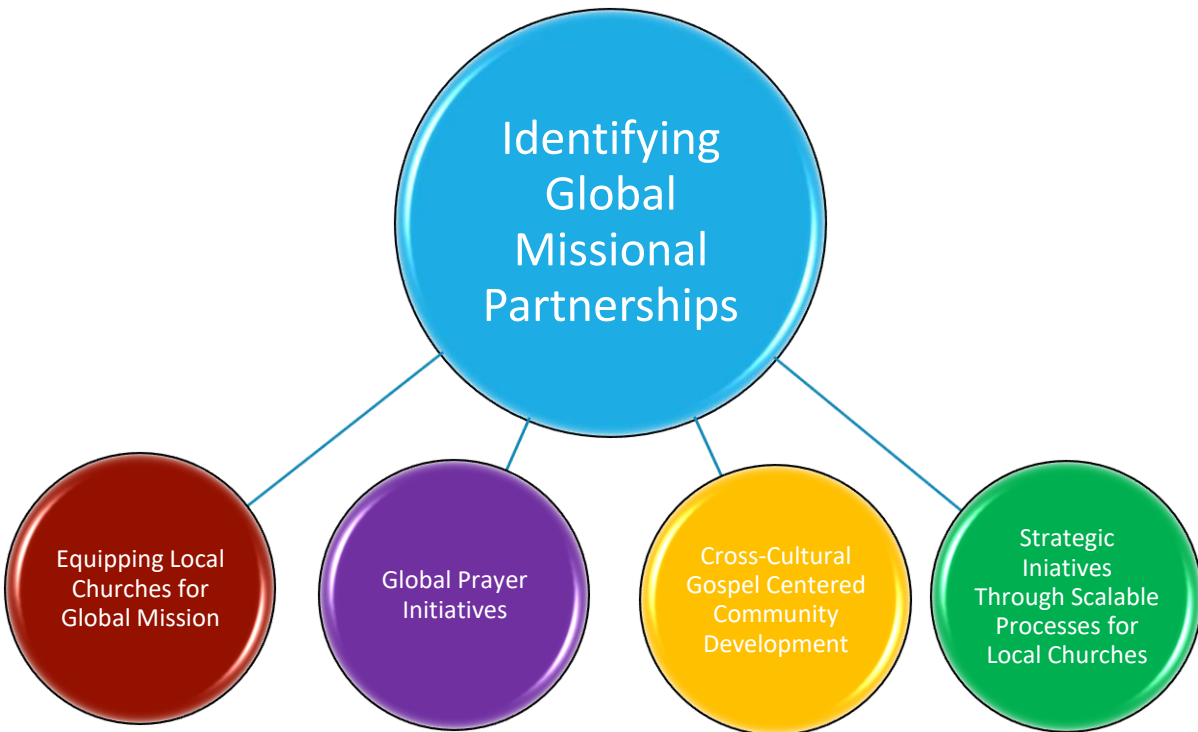 Identifying
Global
Missional
Partnerships
Equipping Local
Churches for
Global Mission
Global Prayer
Initiatives
Cross-Cultural
Gospel Centered
Community
Development
Strategic
Iniatives
Through Scalable
Processes for
Local Churches